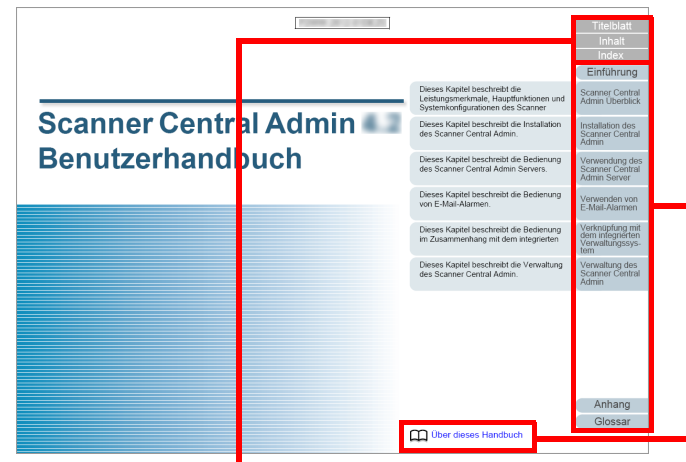 Titelblatt
Inhalt
Index
Einführung
Scanner Central Admin
Benutzerhandbuch
Dieses Kapitel beschreibt die
Leistungsmerkmale, Hauptfunktionen und
Systemkonfigurationen des Scanner
Scanner Central
Admin Überblick
Dieses Kapitel beschreibt die Installation
des Scanner Central Admin.
Installation des
Scanner Central
Admin
Dieses Kapitel beschreibt die Bedienung
des Scanner Central Admin Servers.
Verwendung des
Scanner Central
Admin Server
Dieses Kapitel beschreibt die Bedienung
von E-Mail-Alarmen.
Verwenden von
E-Mail-Alarmen
Dieses Kapitel beschreibt die Bedienung
im Zusammenhang mit dem integrierten
Verknüpfung mit
dem integrierten
Verwaltungssys-
tem
Dieses Kapitel beschreibt die Verwaltung
des Scanner Central Admin.
Verwaltung des
Scanner Central
Admin
Anhang
Glossar
Über dieses Handbuch